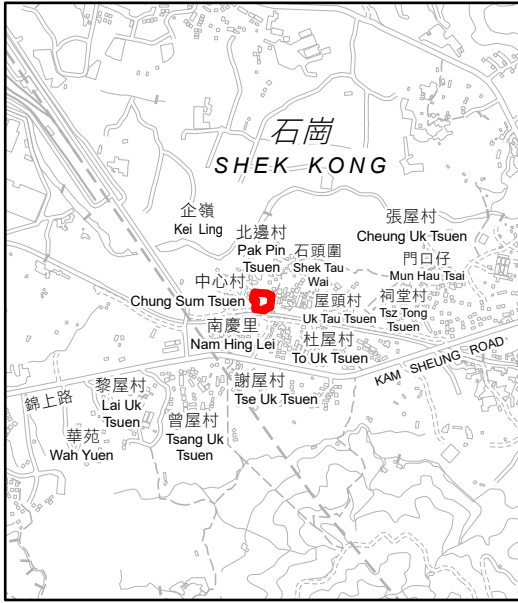 石崗
SHEK KONG
企嶺
Kei Ling
北邊村
Pak Pin
Tsuen
石頭圍
Shek Tau
Wai
張屋村
Cheung Uk Tsuen
門口仔
Mun Hau Tsai
中心村
Chung Sum Tsuen
屋頭村
Uk Tau Tsuen
祠堂村
Tsz Tong
Tsuen
南慶里
Nam Hing Lei
杜屋村
To Uk Tsuen
KAM SHEUNG ROAD
謝屋村
Tse Uk Tsuen
錦上路
黎屋村
Lai Uk
Tsuen
曾屋村
Tsang Uk
Tsuen
華苑
Wah Yuen